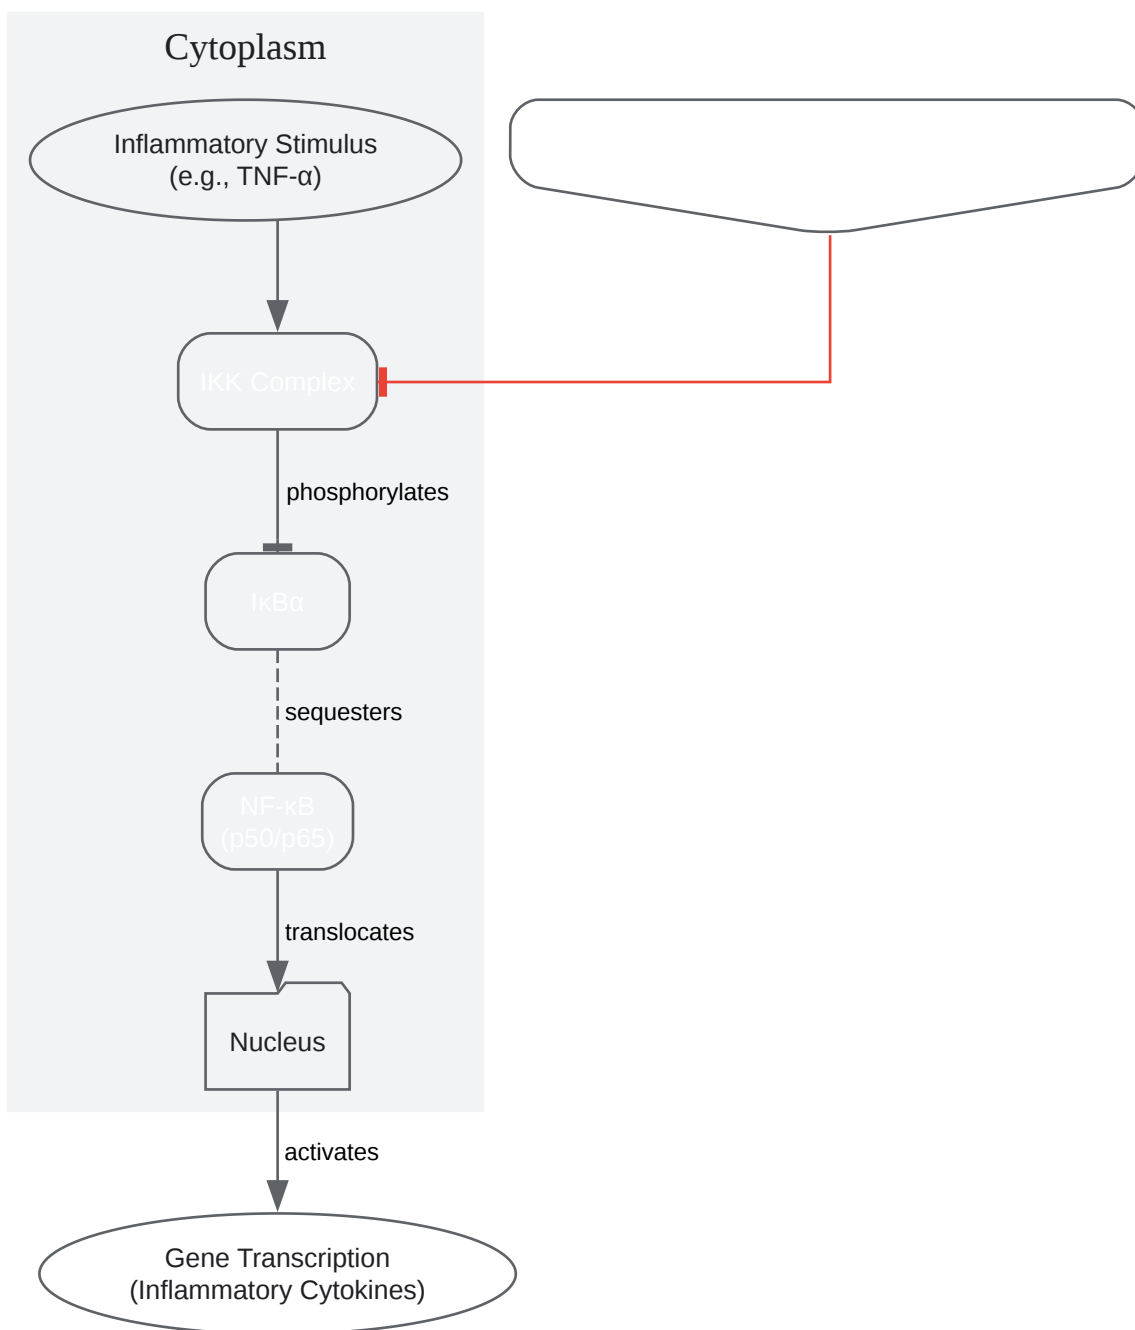 Cytoplasm
Inflammatory Stimulus
(e.g., TNF-α)
IKK Complex
phosphorylates
IκBα
sequesters
NF-κB
(p50/p65)
translocates
Nucleus
activates
Gene Transcription
(Inflammatory Cytokines)